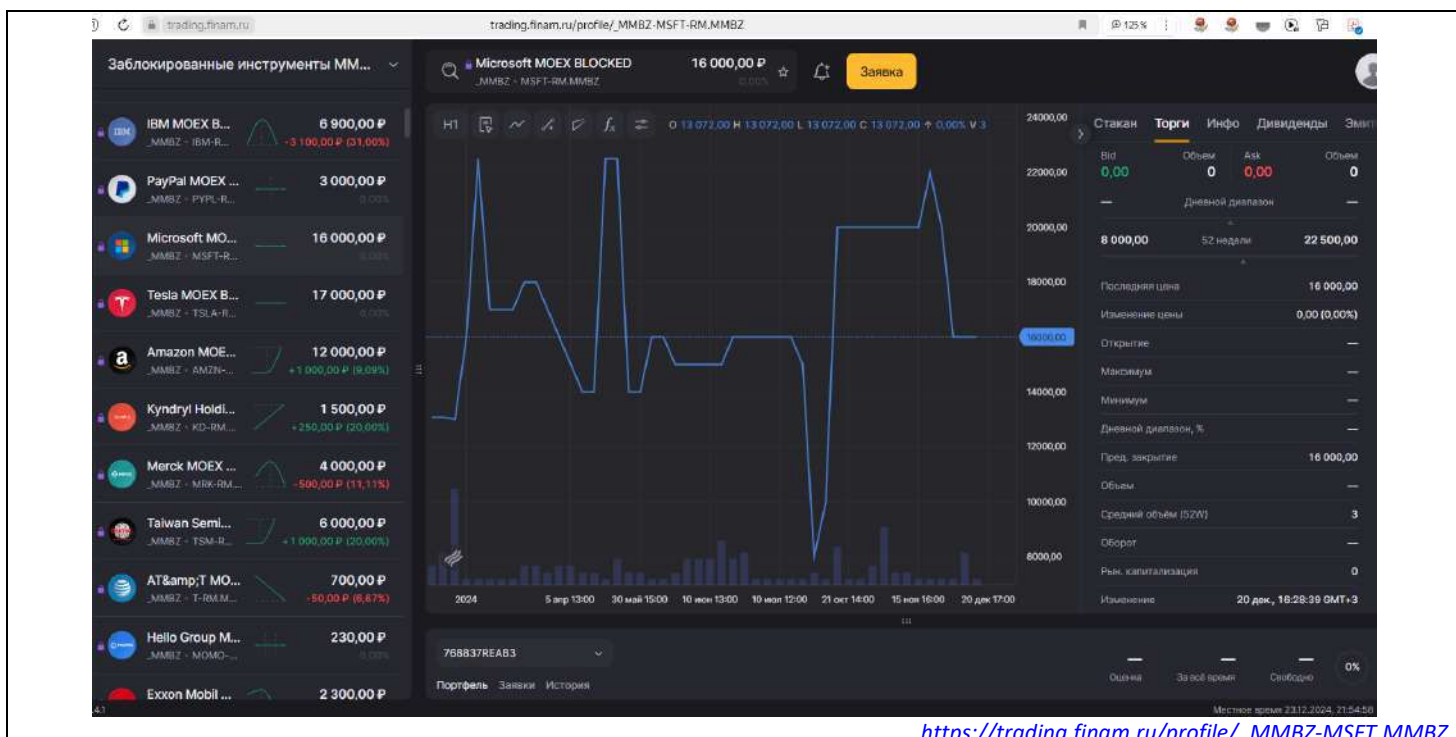 trading.finam.ru trading.finam.ru/profile/_MMBZ-MSFT-RM.MMBZ 125 %
Заблокированные инструменты ММ...
Microsoft MOEX BLOCKED 16 000,00 ₽
_MMBZ • MSFT-RM.MMBZ 0,00%
Заявка
IBM MOEX B... 6 900,00 ₽
_MMBZ • IBM-R... -3 100,00 ₽ (31,00%)
PayPal MOEX ... 3 000,00 ₽
_MMBZ • PYPL-R... 0,00%
Microsoft MO... 16 000,00 ₽
_MMBZ • MSFT-R... 0,00%
Tesla MOEX B... 17 000,00 ₽
_MMBZ • TSLA-R... 0,00%
Amazon MOE... 12 000,00 ₽
_MMBZ • AMZN-... +1 000,00 ₽ (9,09%)
Kyndryl Holdi... 1 500,00 ₽
_MMBZ • KD-RM.... +250,00 ₽ (20,00%)
Merck MOEX ... 4 000,00 ₽
_MMBZ • MRK-RM.... -500,00 ₽ (11,11%)
Taiwan Semi... 6 000,00 ₽
_MMBZ • TSM-R... +1 000,00 ₽ (20,00%)
AT&amp;T MO... 700,00 ₽
_MMBZ • T-RM.M... -50,00 ₽ (6,67%)
Hello Group M... 230,00 ₽
_MMBZ • MOMO-... 0,00%
Exxon Mobil ... 2 300,00 ₽
.4.1
H1 fx O 13 072,00 H 13 072,00 L 13 072,00 C 13 072,00 0,00% V 3
24000,00
22000,00
20000,00
18000,00
16000,00
14000,00
12000,00
10000,00
8000,00
2024 5 апр 13:00 30 май 15:00 10 июн 13:00 10 июл 12:00 21 окт 14:00 15 ноя 16:00 20 дек 17:00
768837REAB3
Портфель Заявки История
Стакан Торги Инфо Дивиденды Эмит
Bid Объем Ask Объем
0,00 0 0,00 0
— Дневной диапазон —
8 000,00 52 недели 22 500,00
Последняя цена 16 000,00
Изменение цены 0,00 (0,00%)
Открытие —
Максимум —
Минимум —
Дневной диапазон, % —
Пред. закрытие 16 000,00
Объем —
Средний объём (52W) 3
Оборот —
Рын. капитализация 0
Изменение 20 дек., 16:28:39 GMT+3
— — — 0%
Оценка За всё время Свободно
Местное время 23.12.2024, 21:54:58
https://trading.finam.ru/profile/_MMBZ-MSFT.MMBZ